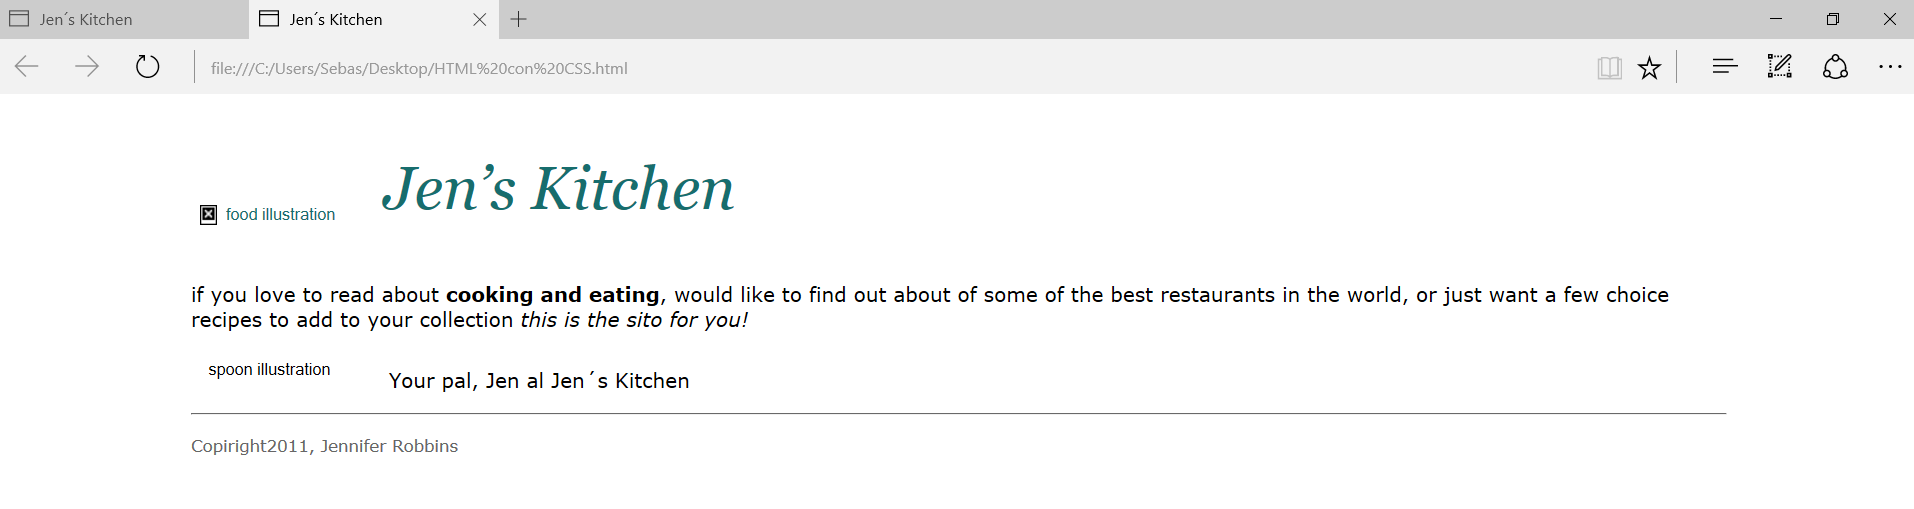 Jen´s Kitchen
Jen´s Kitchen
file:///C:/Users/Sebas/Desktop/HTML%20con%20CSS.html
food illustration
Jen’s Kitchen
if you love to read about cooking and eating, would like to find out about of some of the best restaurants in the world, or just want a few choice
recipes to add to your collection this is the sito for you!
spoon illustration
Your pal, Jen al Jen´s Kitchen
Copiright2011, Jennifer Robbins